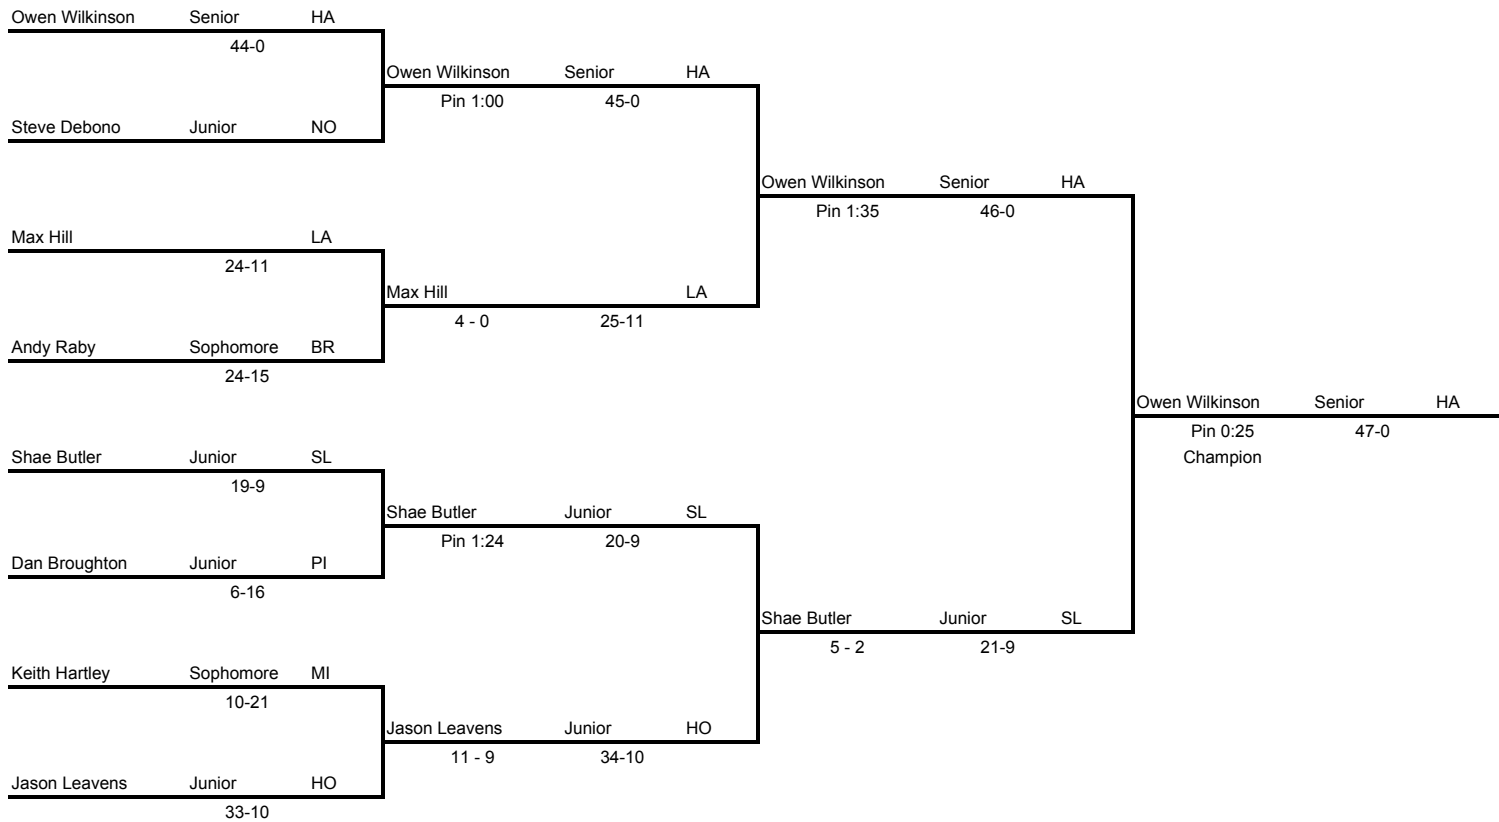 Owen Wilkinson Senior HA
44-0
Owen Wilkinson Senior HA
Pin 1:00 45-0
Steve Debono Junior NO
Owen Wilkinson Senior HA
Pin 1:35 46-0
Max Hill LA
24-11
Max Hill LA
4 - 0 25-11
Andy Raby Sophomore BR
24-15
Owen Wilkinson Senior HA
Pin 0:25 47-0
Champion
Shae Butler Junior SL
19-9
Shae Butler Junior SL
Pin 1:24 20-9
Dan Broughton Junior PI
6-16
Shae Butler Junior SL
5 - 2 21-9
Keith Hartley Sophomore MI
10-21
Jason Leavens Junior HO
11 - 9 34-10
Jason Leavens Junior HO
33-10